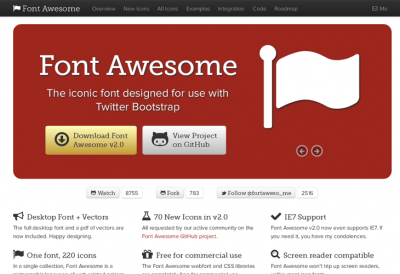 Font Awesome
Overview New Icons All Icons Examples Integration Code Roadmap Me
Font Awesome
The iconic font designed for use with
Twitter Bootstrap
Download Font
Awesome v2.0
View Project
on GitHub
Watch 8755 Fork 783 Follow @fontaweso_me 2516
Desktop Font + Vectors
The full desktop font and a pdf of vectors are
now included. Happy designing.
70 New Icons in v2.0
All requested by our active community on the
Font Awesome GitHub project.
IE7 Support
Font Awesome v2.0 now even supports IE7. If
you need it, you have my condolences.
One font, 220 icons
In a single collection, Font Awesome is a
Free for commercial use
The Font Awesome webfont and CSS libraries
Screen reader compatible
Font Awesome won't trip up screen readers,